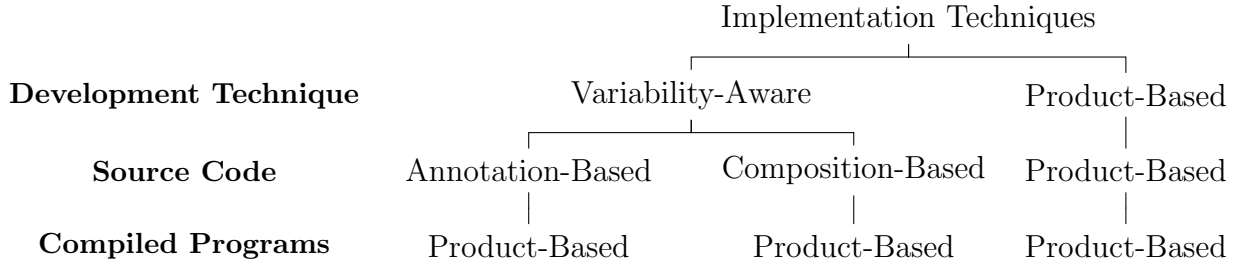 Implementation Techniques
Development Technique Variability-Aware Product-Based
Source Code Annotation-Based Composition-Based Product-Based
Compiled Programs Product-Based Product-Based Product-Based